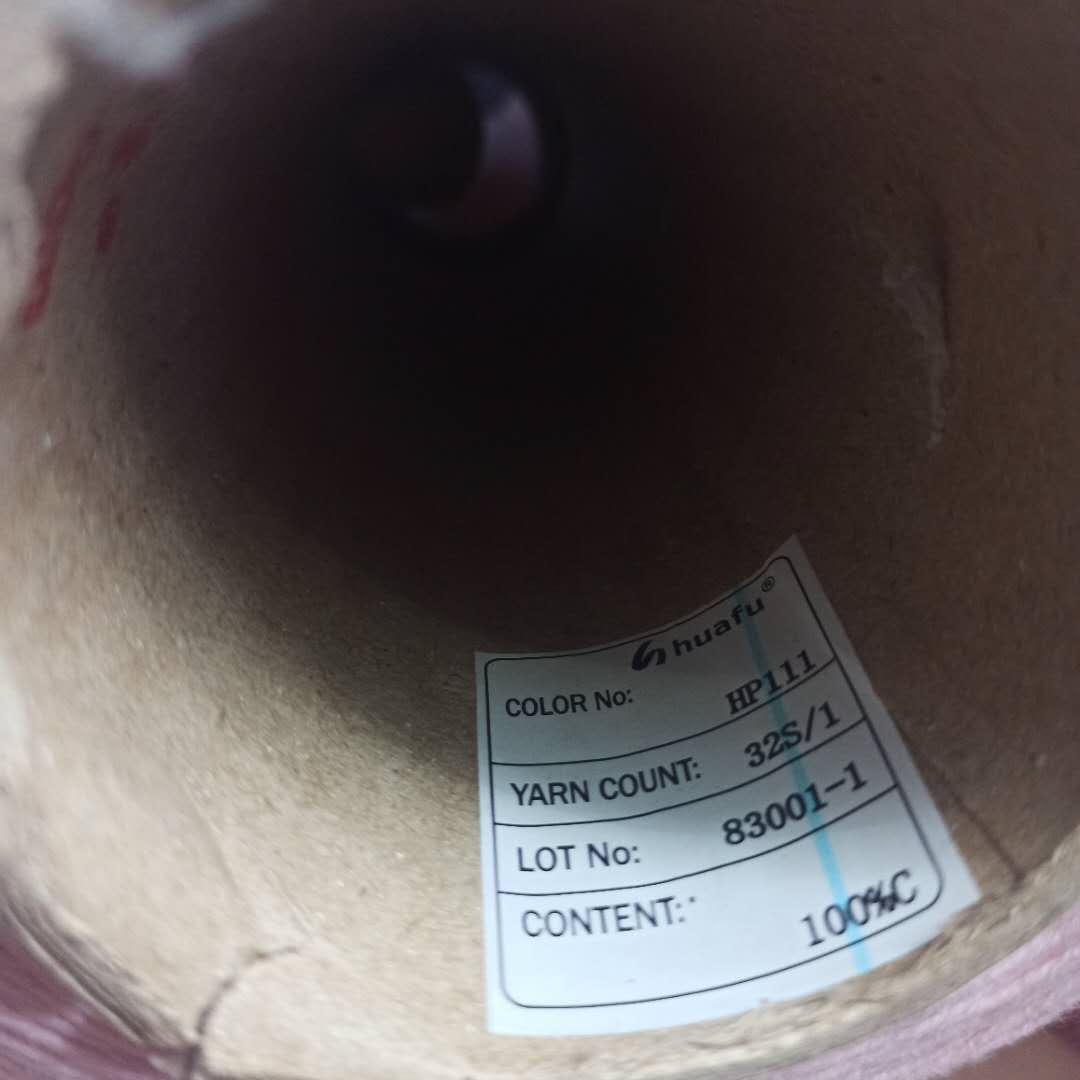 huafu®
COLOR No: HP111
YARN COUNT: 32S/1
LOT No: 83001-1
CONTENT: 100%C